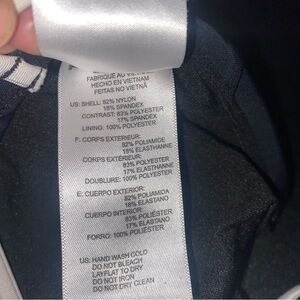 FABRIQUÉ AU VIETNAM
HECHO EN VIETNAM
FEITAS NO VIETNÃ
US: SHELL: 82% NYLON
18% SPANDEX
CONTRAST: 83% POLYESTER
17% SPANDEX
LINING: 100% POLYESTER
F: CORPS EXTÉRIEUR:
82% POLYAMIDE
18% ELASTHANNE
CORPS EXTÉRIEUR:
83% POLYESTER
17% ELASTHANNE
DOUBLURE: 100% POLYESTER
E: CUERPO EXTERIOR:
82% POLIAMIDA
18% ELASTANO
CUERPO INTERIOR:
83% POLIÉSTER
17% ELASTANO
FORRO: 100% POLIÉSTER
US: HAND WASH COLD
DO NOT BLEACH
LAY FLAT TO DRY
DO NOT IRON
DO NOT DRY CLEAN